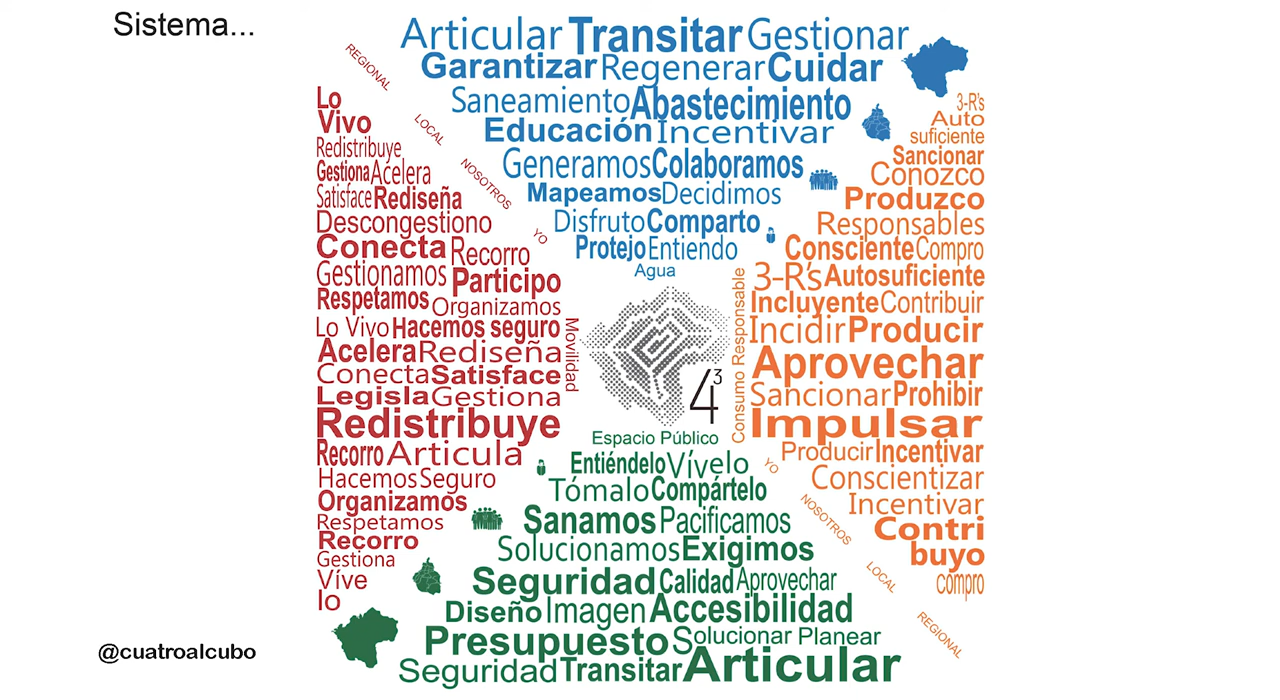 Sistema...
Articular Transitar Gestionar
Garantizar Regenerar Cuidar
Saneamiento Abastecimiento
Educación Incentivar
Generamos Colaboramos
Mapeamos Decidimos
Disfruto Comparto
Protejo Entiendo
Agua
REGIONAL
LOCAL
NOSOTROS
YO
Lo
Vivo
Redistribuye
Gestiona Acelera
Satisface Rediseña
Descongestiono
Conecta Recorro
Gestionamos Participo
Respetamos Organizamos
Lo Vivo Hacemos seguro
Acelera Rediseña
Conecta Satisface
Legisla Gestiona
Redistribuye
Recorro Articula
Hacemos Seguro
Organizamos
Respetamos
Recorro
Gestiona
Víve
lo
Movilidad
4³
Consumo Responsable
3-R's
Auto
suficiente
Sancionar
Conozco
Produzco
Responsables
Consciente Compro
3-R's Autosuficiente
Incluyente Contribuir
Incidir Producir
Aprovechar
Sancionar Prohibir
Impulsar
Producir Incentivar
Conscientizar
Incentivar
Contri
buyo
compro
YO
NOSOTROS
LOCAL
REGIONAL
Espacio Público
Entiéndelo Vívelo
Tómalo Compártelo
Sanamos Pacificamos
Solucionamos Exigimos
Seguridad Calidad Aprovechar
Diseño Imagen Accesibilidad
Presupuesto Solucionar Planear
Seguridad Transitar Articular
@cuatroalcubo